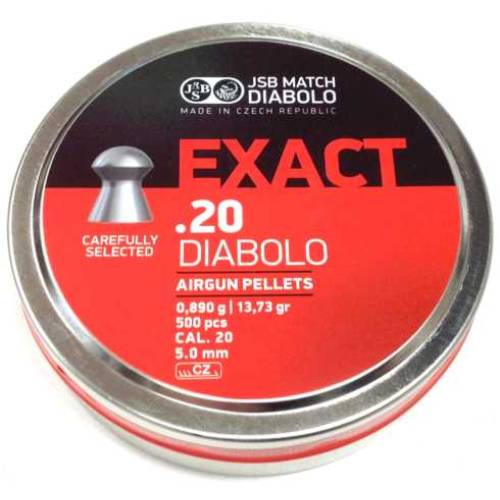 JSB
JSB MATCH
DIABOLO
MADE IN CZECH REPUBLIC
EXACT
.20
DIABOLO
CAREFULLY
SELECTED
AIRGUN PELLETS
0,890 g | 13,73 gr
500 pcs
CAL. 20
5.0 mm
CZ